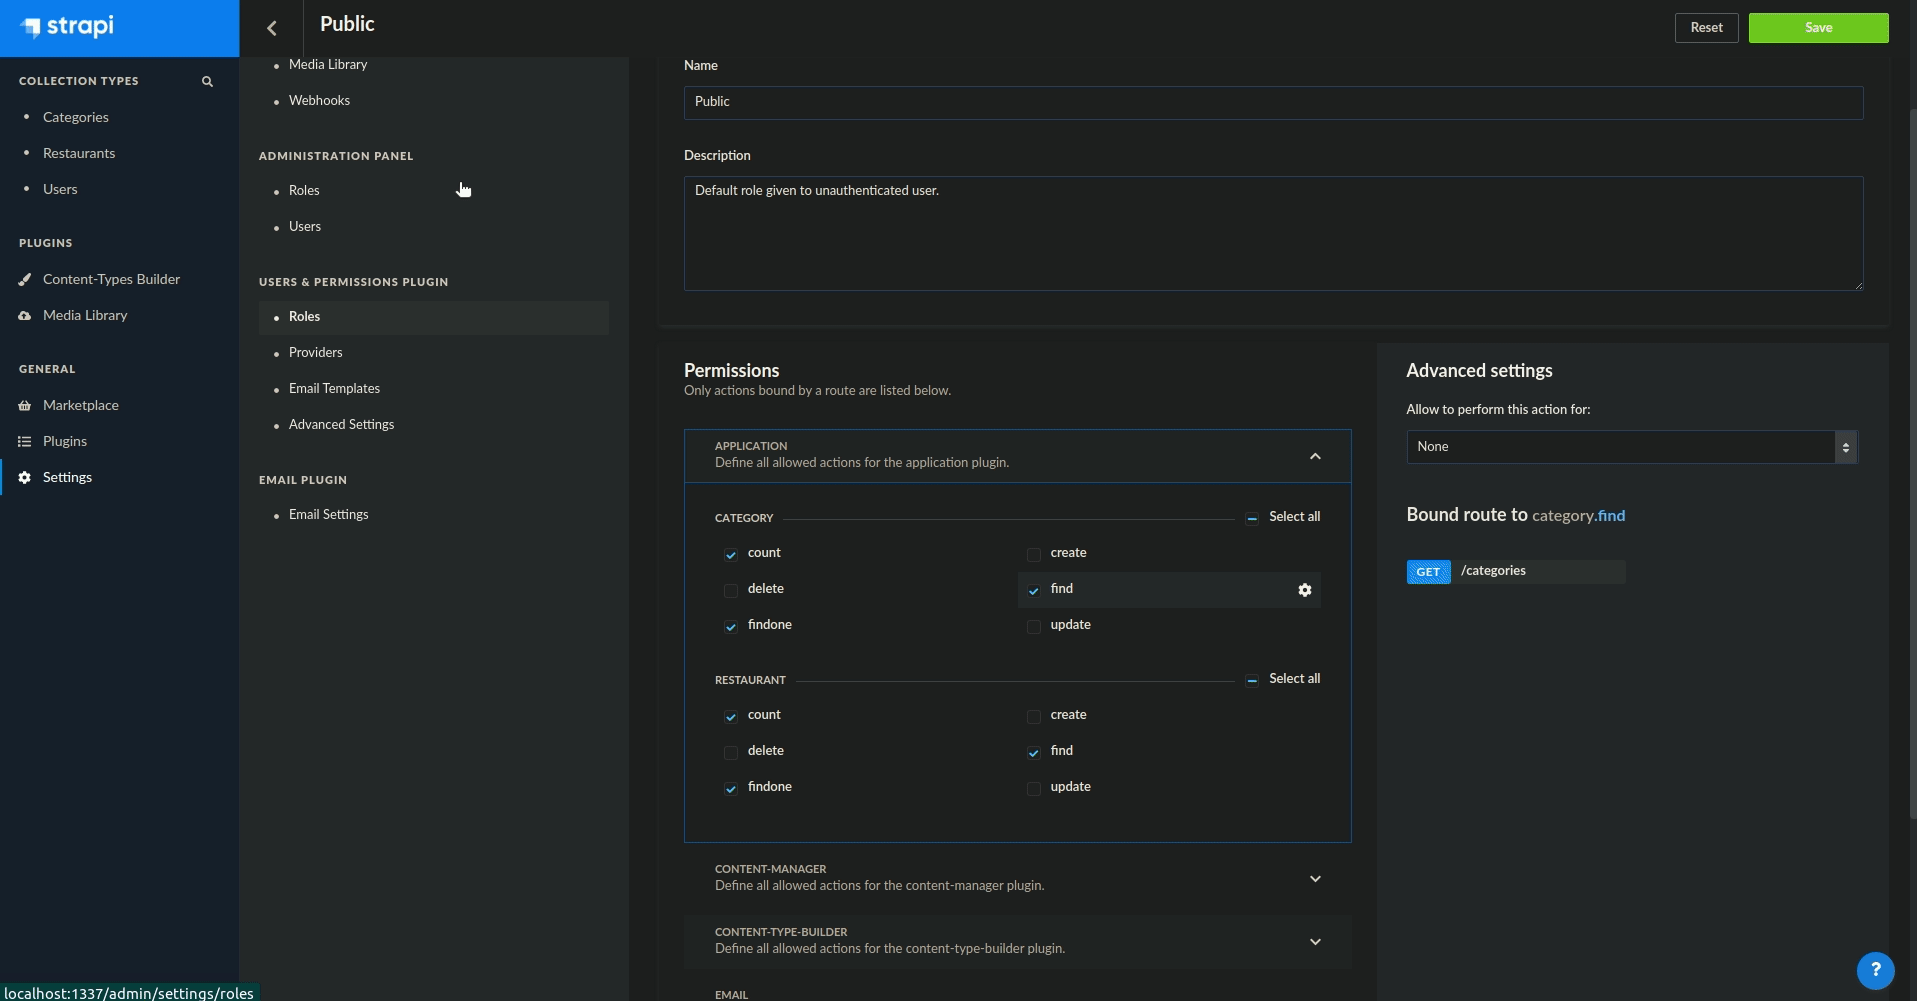 strapi
COLLECTION TYPES
Categories
Restaurants
Users
PLUGINS
Content-Types Builder
Media Library
GENERAL
Marketplace
Plugins
Settings
localhost:1337/admin/settings/roles
Public
Reset
Save
Media Library
Webhooks
ADMINISTRATION PANEL
Roles
Users
USERS & PERMISSIONS PLUGIN
Roles
Providers
Email Templates
Advanced Settings
EMAIL PLUGIN
Email Settings
Name
Public
Description
Default role given to unauthenticated user.
Permissions
Only actions bound by a route are listed below.
APPLICATION
Define all allowed actions for the application plugin.
CATEGORY
Select all
count
create
delete
find
findone
update
RESTAURANT
Select all
count
create
delete
find
findone
update
CONTENT-MANAGER
Define all allowed actions for the content-manager plugin.
CONTENT-TYPE-BUILDER
Define all allowed actions for the content-type-builder plugin.
EMAIL
Advanced settings
Allow to perform this action for:
None
Bound route to category.find
GET /categories
?